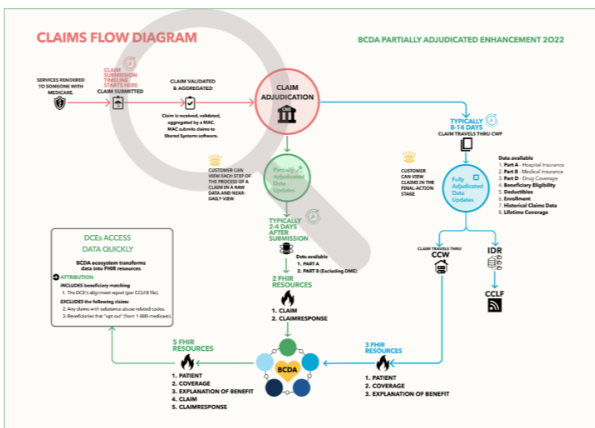 CLAIMS FLOW DIAGRAM
BCDA PARTIALLY ADJUDICATED ENHANCEMENT 2022
SERVICES RENDERED
TO SOMEONE WITH
MEDICARE.
CLAIM
SUBMISSION
TIMELINE
STARTS HERE
CLAIM SUBMITTED
CLAIM VALIDATED
& AGGREGATED
Claim is received, validated,
aggregated by a MAC.
MAC submits claims to
Shared Systems software.
CLAIM
ADJUDICATION
CUSTOMER CAN
VIEW EACH STEP OF
THE PROCESS OF A
CLAIM IN A RAW
DATA AND NEAR-
DAILY VIEW
Partially
Adjudicated
Data
Updates
TYPICALLY
2-4 DAYS
AFTER
SUBMISSION
Data available
1. PART A
2. PART B (Excluding DME)
2 FHIR
RESOURCES
1. CLAIM
2. CLAIMRESPONSE
TYPICALLY
8-14 DAYS
CLAIM TRAVELS THRU CWF
CUSTOMER
CAN VIEW
CLAIMS IN THE
FINAL-ACTION
STAGE
Fully
Adjudicated
Data
Updates
Data available
1. Part A - Hospital Insurance
2. Part B - Medical Insurance
3. Part D - Drug Coverage
4. Beneficiary Eligibility
5. Deductibles
6. Enrollment
7. Historical Claims Data
8. Lifetime Coverage
CLAIM TRAVELS THRU
CCW
IDR
CCLF
3 FHIR
RESOURCES
1. PATIENT
2. COVERAGE
3. EXPLANATION OF BENEFIT
BCDA
5 FHIR
RESOURCES
1. PATIENT
2. COVERAGE
3. EXPLANATION OF BENEFIT
4. CLAIM
5. CLAIMRESPONSE
DCEs ACCESS
DATA QUICKLY
BCDA ecosystem transforms
data into FHIR resources
ATTRIBUTION
INCLUDES beneficiary matching
1. The DCE's alignment report (per CCLF8 file).
EXCLUDES the following claims
2. Any claims with substance abuse-related codes.
3. Beneficiaries that "opt out" (from 1-800 medicare).